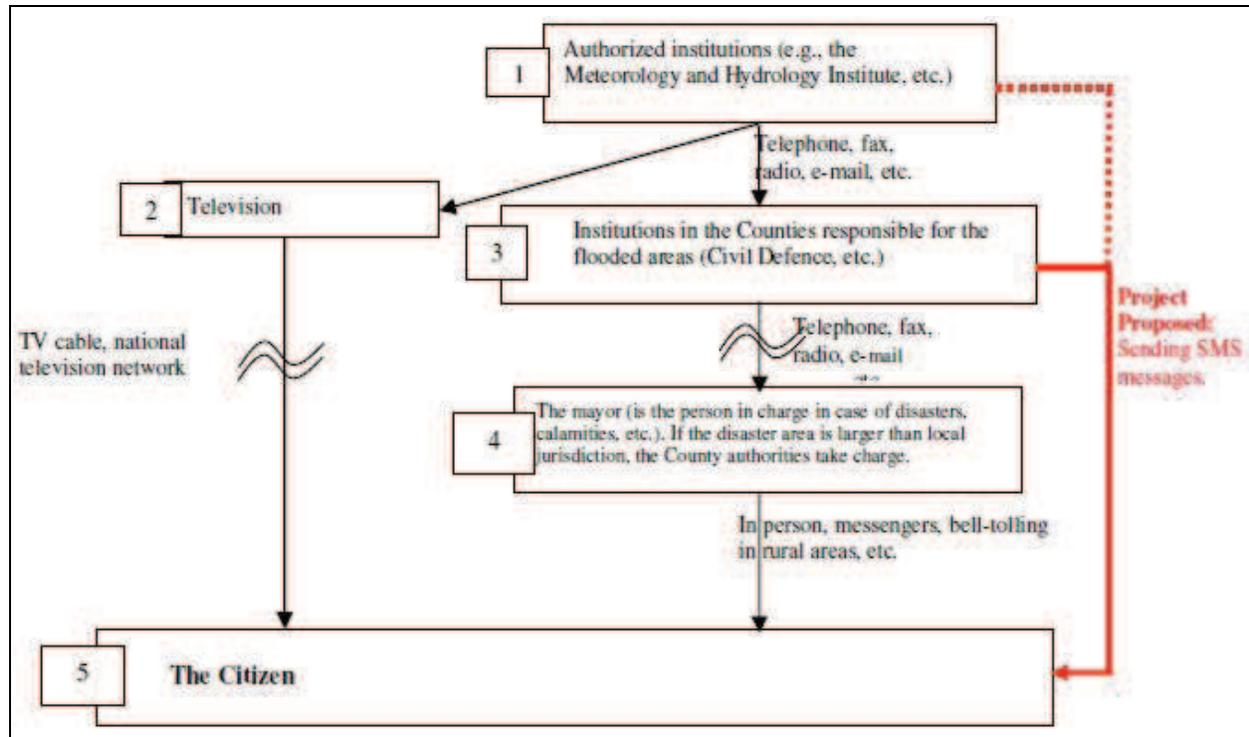 1
Authorized institutions (e.g., the
Meteorology and Hydrology Institute, etc.)
Telephone, fax,
radio, e-mail, etc.
2
Television
3
Institutions in the Counties responsible for the
flooded areas (Civil Defence, etc.)
Project
Proposed:
Sending SMS
messages.
TV cable, national
television network
Telephone, fax,
radio, e-mail
etc
4
The mayor (is the person in charge in case of disasters,
calamities, etc.). If the disaster area is larger than local
jurisdiction, the County authorities take charge.
In person, messengers, bell-tolling
in rural areas, etc.
5
The Citizen